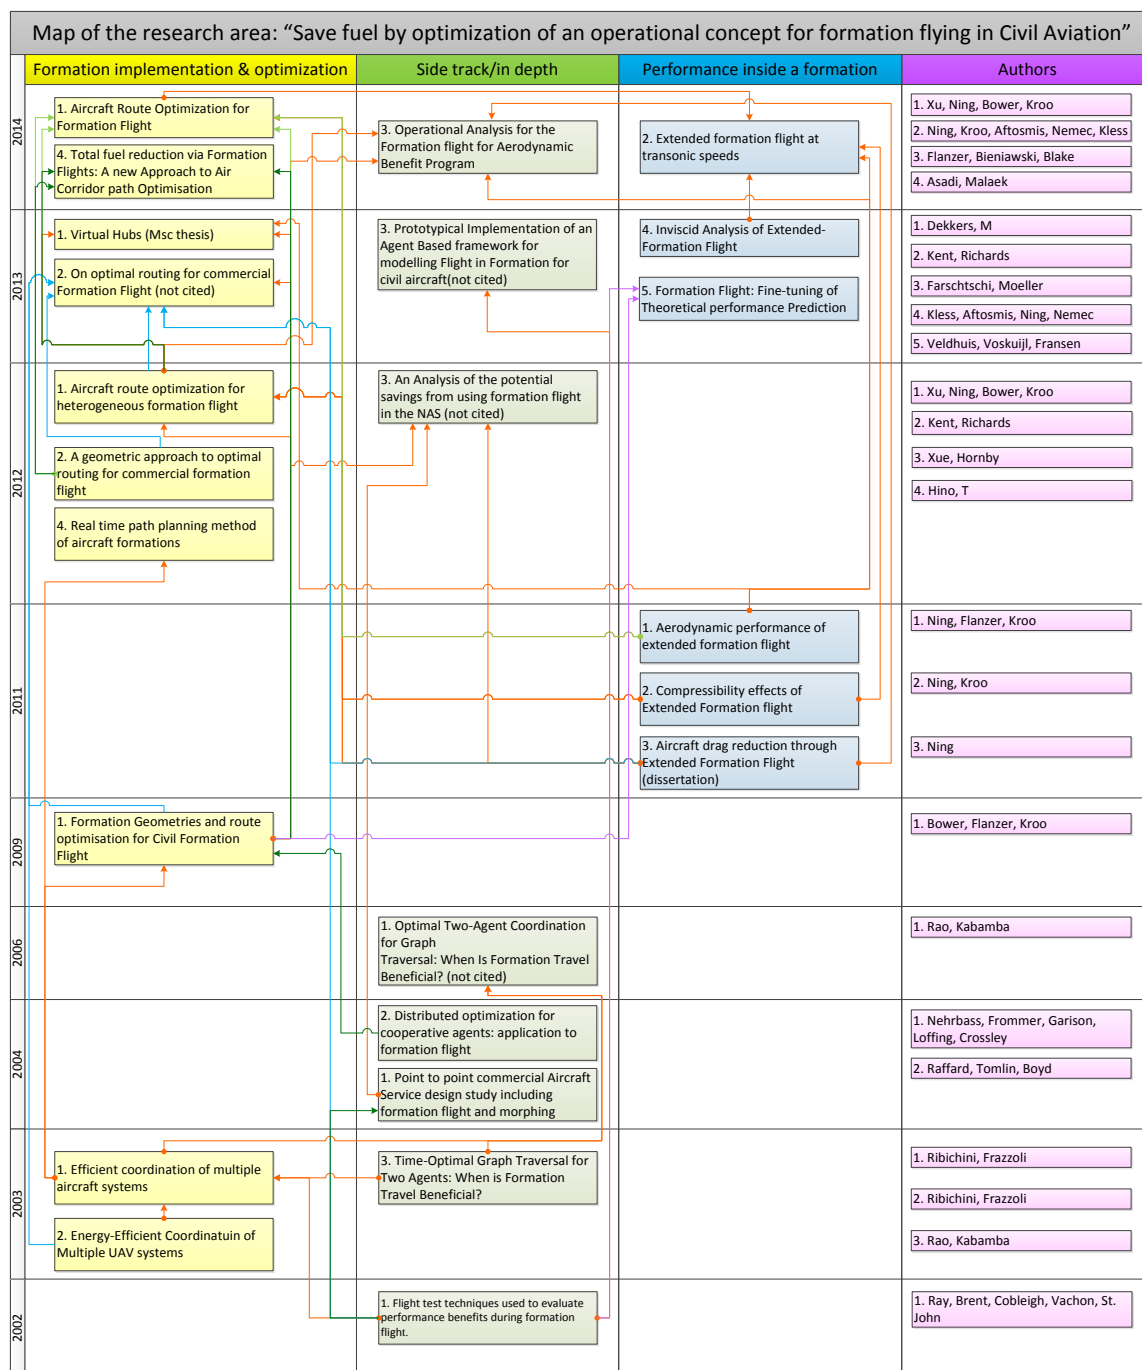 Map of the research area: “Save fuel by optimization of an operational concept for formation flying in Civil Aviation”
Formation implementation & optimization
Side track/in depth
Performance inside a formation
Authors
2014
1. Aircraft Route Optimization for
Formation Flight
4. Total fuel reduction via Formation
Flights: A new Approach to Air
Corridor path Optimisation
3. Operational Analysis for the
Formation flight for Aerodynamic
Benefit Program
2. Extended formation flight at
transonic speeds
1. Xu, Ning, Bower, Kroo
2. Ning, Kroo, Aftosmis, Nemec, Kless
3. Flanzer, Bieniawski, Blake
4. Asadi, Malaek
2013
1. Virtual Hubs (Msc thesis)
2. On optimal routing for commercial
Formation Flight (not cited)
3. Prototypical Implementation of an
Agent Based framework for
modelling Flight in Formation for
civil aircraft(not cited)
4. Inviscid Analysis of Extended-
Formation Flight
5. Formation Flight: Fine-tuning of
Theoretical performance Prediction
1. Dekkers, M
2. Kent, Richards
3. Farschtschi, Moeller
4. Kless, Aftosmis, Ning, Nemec
5. Veldhuis, Voskuijl, Fransen
2012
1. Aircraft route optimization for
heterogeneous formation flight
2. A geometric approach to optimal
routing for commercial formation
flight
4. Real time path planning method
of aircraft formations
3. An Analysis of the potential
savings from using formation flight
in the NAS (not cited)
1. Xu, Ning, Bower, Kroo
2. Kent, Richards
3. Xue, Hornby
4. Hino, T
2011
1. Aerodynamic performance of
extended formation flight
2. Compressibility effects of
Extended Formation flight
3. Aircraft drag reduction through
Extended Formation Flight
(dissertation)
1. Ning, Flanzer, Kroo
2. Ning, Kroo
3. Ning
2009
1. Formation Geometries and route
optimisation for Civil Formation
Flight
1. Bower, Flanzer, Kroo
2006
1. Optimal Two-Agent Coordination
for Graph
Traversal: When Is Formation Travel
Beneficial? (not cited)
1. Rao, Kabamba
2004
2. Distributed optimization for
cooperative agents: application to
formation flight
1. Point to point commercial Aircraft
Service design study including
formation flight and morphing
1. Nehrbass, Frommer, Garison,
Loffing, Crossley
2. Raffard, Tomlin, Boyd
2003
1. Efficient coordination of multiple
aircraft systems
2. Energy-Efficient Coordinatuin of
Multiple UAV systems
3. Time-Optimal Graph Traversal for
Two Agents: When is Formation
Travel Beneficial?
1. Ribichini, Frazzoli
2. Ribichini, Frazzoli
3. Rao, Kabamba
2002
1. Flight test techniques used to evaluate
performance benefits during formation
flight.
1. Ray, Brent, Cobleigh, Vachon, St.
John